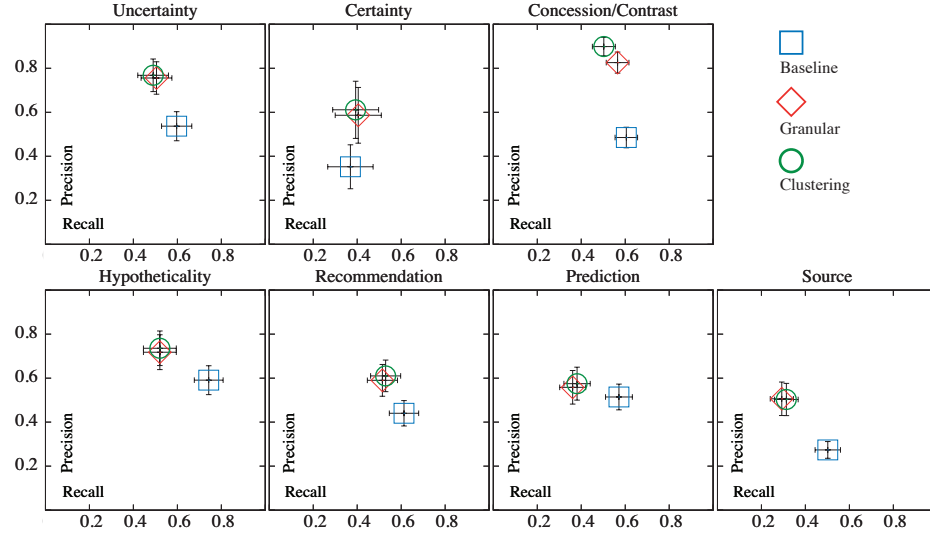 Uncertainty Certainty Concession/Contrast
0.8
0.6
0.4
0.2
Precision Precision Precision
Recall Recall Recall
0.2 0.4 0.6 0.8 0.2 0.4 0.6 0.8 0.2 0.4 0.6 0.8
Baseline
Granular
Clustering
Hypotheticality Recommendation Prediction Source
0.8
0.6
0.4
0.2
Precision Precision Precision Precision
Recall Recall Recall Recall
0.2 0.4 0.6 0.8 0.2 0.4 0.6 0.8 0.2 0.4 0.6 0.8 0.2 0.4 0.6 0.8